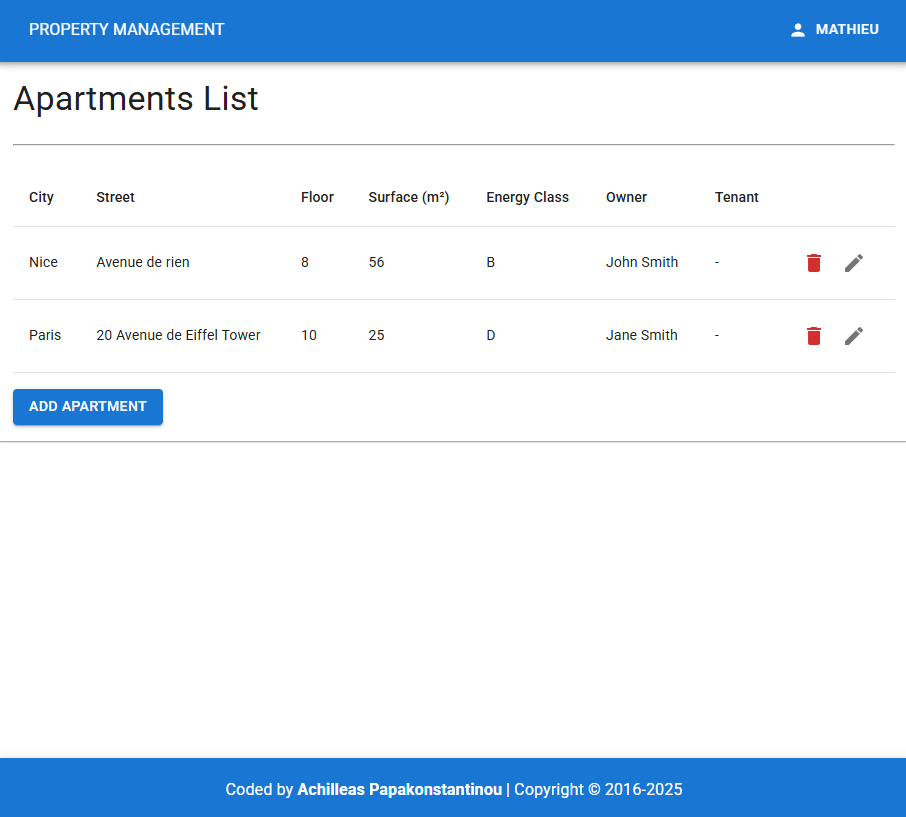 PROPERTY MANAGEMENT MATHIEU
Apartments List
City Street Floor Surface (m²) Energy Class Owner Tenant
Nice Avenue de rien 8 56 B John Smith -
Paris 20 Avenue de Eiffel Tower 10 25 D Jane Smith -
ADD APARTMENT
Coded by Achilleas Papakonstantinou | Copyright © 2016-2025